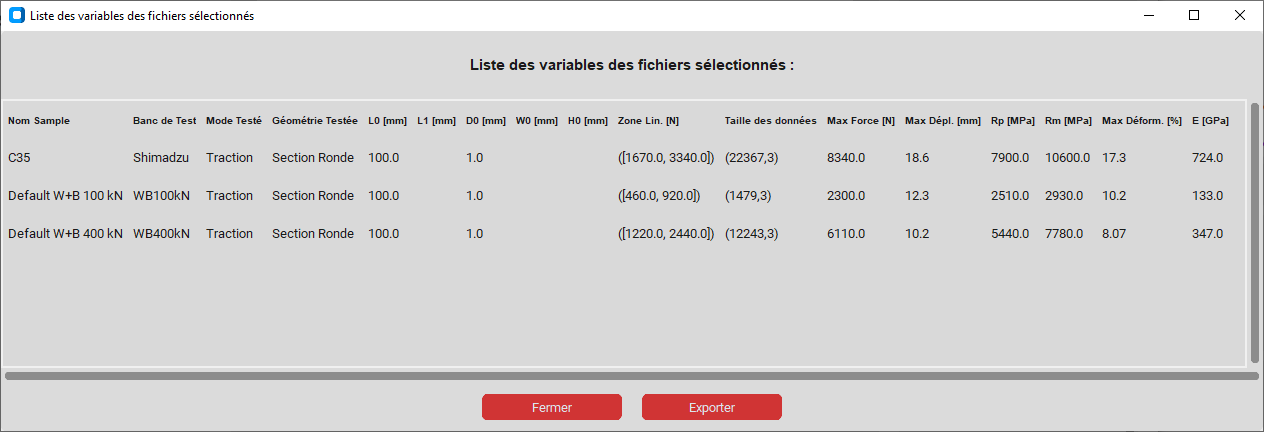 Liste des variables des fichiers sélectionnés
Liste des variables des fichiers sélectionnés :
Nom Sample Banc de Test Mode Testé Géométrie Testée L0 [mm] L1 [mm] D0 [mm] W0 [mm] H0 [mm] Zone Lin. [N] Taille des données Max Force [N] Max Dépl. [mm] Rp [MPa] Rm [MPa] Max Déform. [%] E [GPa]
C35 Shimadzu Traction Section Ronde 100.0 1.0 ([1670.0, 3340.0]) (22367,3) 8340.0 18.6 7900.0 10600.0 17.3 724.0
Default W+B 100 kN WB100kN Traction Section Ronde 100.0 1.0 ([460.0, 920.0]) (1479,3) 2300.0 12.3 2510.0 2930.0 10.2 133.0
Default W+B 400 kN WB400kN Traction Section Ronde 100.0 1.0 ([1220.0, 2440.0]) (12243,3) 6110.0 10.2 5440.0 7780.0 8.07 347.0
Fermer Exporter